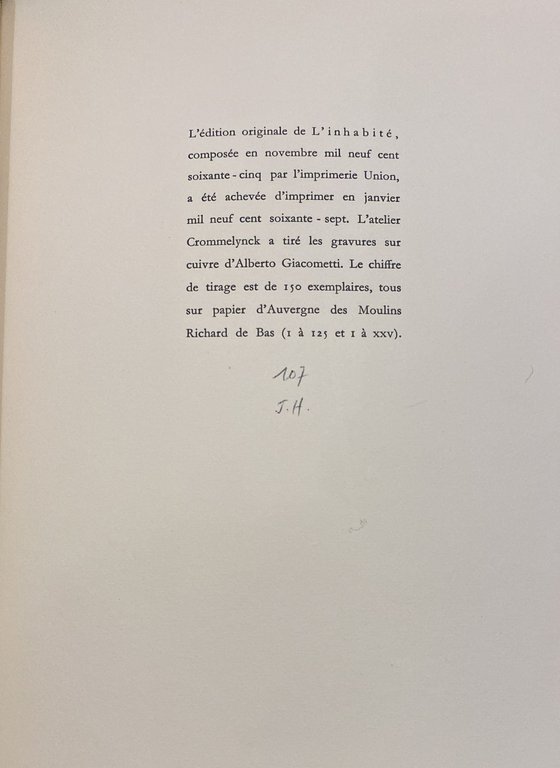 L'édition originale de L'inhabité,
composée en novembre mil neuf cent
soixante-cinq par l'imprimerie Union,
a été achevée d'imprimer en janvier
mil neuf cent soixante-sept. L'atelier
Crommelynck a tiré les gravures sur
cuivre d'Alberto Giacometti. Le chiffre
de tirage est de 150 exemplaires, tous
sur papier d'Auvergne des Moulins
Richard de Bas (1 à 125 et I à XXV).
107
J.H.